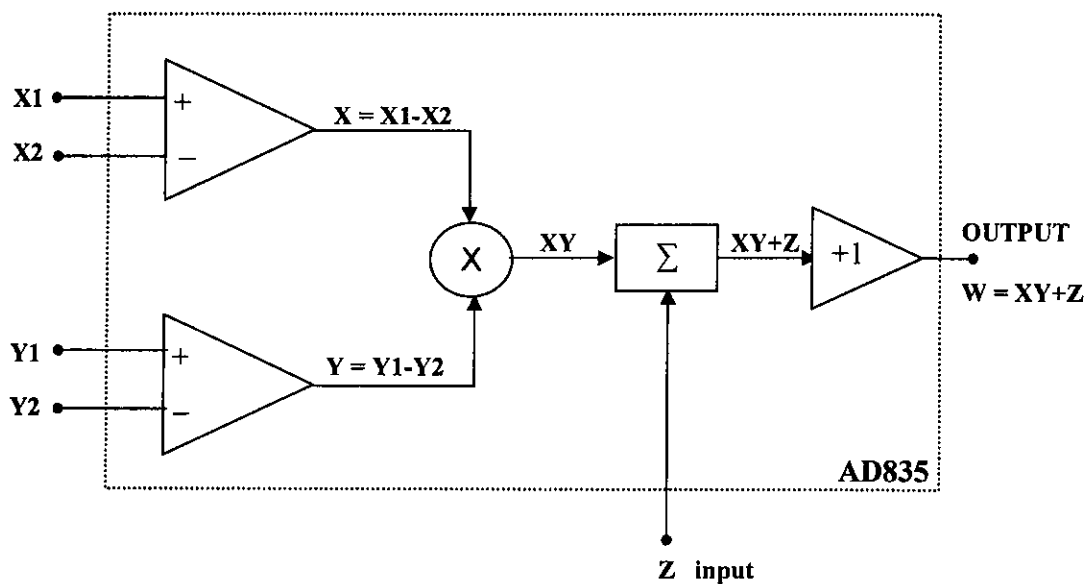 X1
+
X = X1-X2
X2
−
X
XY
Σ
XY+Z
+1
OUTPUT
W = XY+Z
Y1
+
Y = Y1-Y2
Y2
−
AD835
Z input